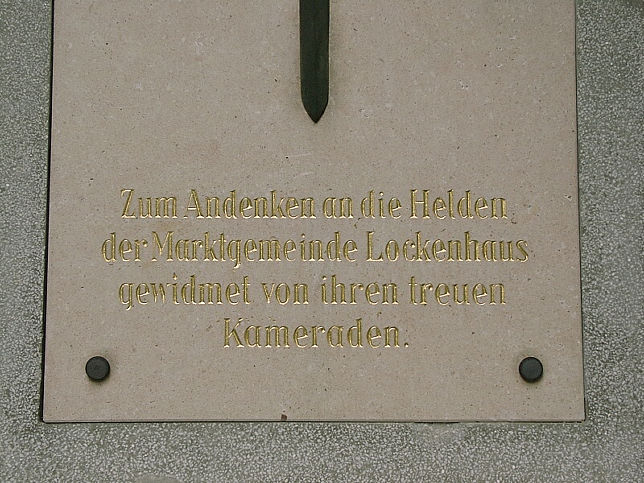 Zum Andenken an die Helden
der Marktgemeinde Lockenhaus
gewidmet von ihren treuen
Kameraden.